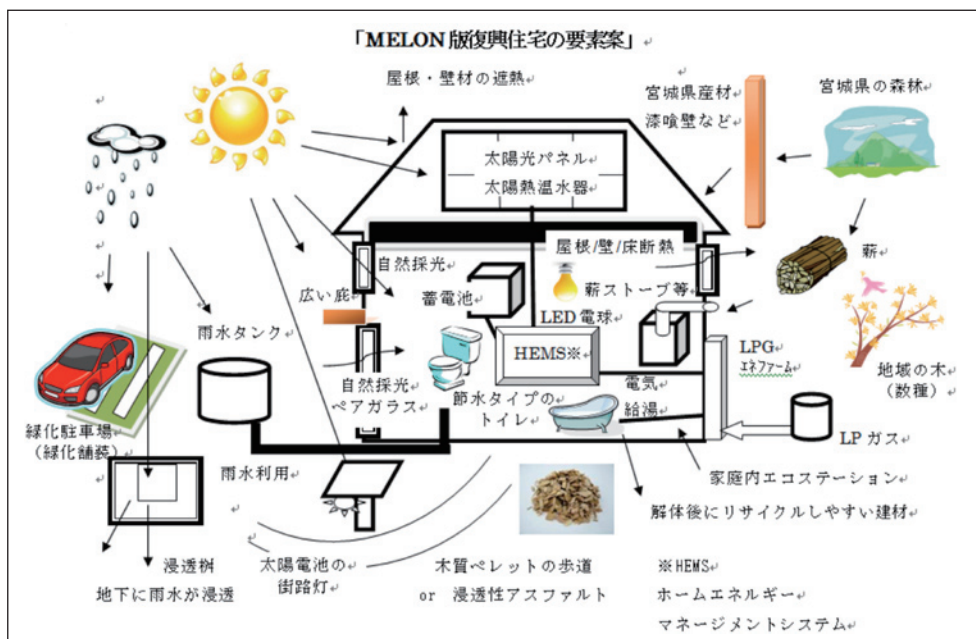 「MELON 版復興住宅の要素案」
屋根・壁材の遮熱
宮城県産材
漆喰壁など
宮城県の森林
太陽光パネル
太陽熱温水器
自然採光
屋根/壁/床断熱
薪
広い庇
蓄電池
薪ストーブ等
LED 電球
雨水タンク
HEMS※
LPG
エネファーム
地域の木
(数種)
自然採光
ペアガラス
節水タイプの
トイレ
電気
給湯
緑化駐車場
(緑化舗装)
LP ガス
雨水利用
家庭内エコステーション
解体後にリサイクルしやすい建材
浸透桝
地下に雨水が浸透
太陽電池の
街路灯
木質ペレットの歩道
or 浸透性アスファルト
※HEMS
ホームエネルギー
マネージメントシステム